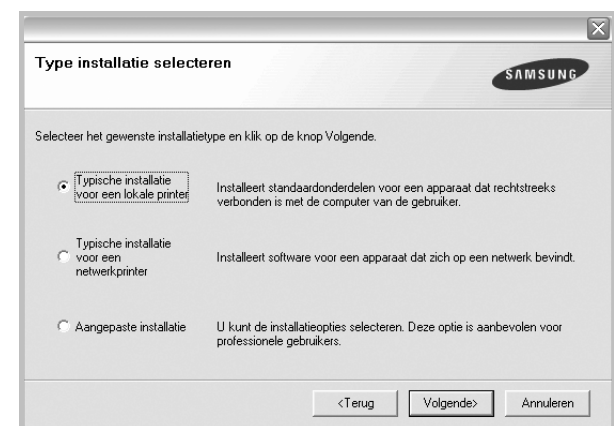 Type installatie selecteren
SAMSUNG
Selecteer het gewenste installatietype en klik op de knop Volgende.
Typische installatie
voor een lokale printer
Installeert standaardonderdelen voor een apparaat dat rechtstreeks
verbonden is met de computer van de gebruiker.
Typische installatie
voor een
netwerkprinter
Installeert software voor een apparaat dat zich op een netwerk bevindt.
Aangepaste installatie
U kunt de installatieopties selecteren. Deze optie is aanbevolen voor
professionele gebruikers.
<Terug
Volgende>
Annuleren